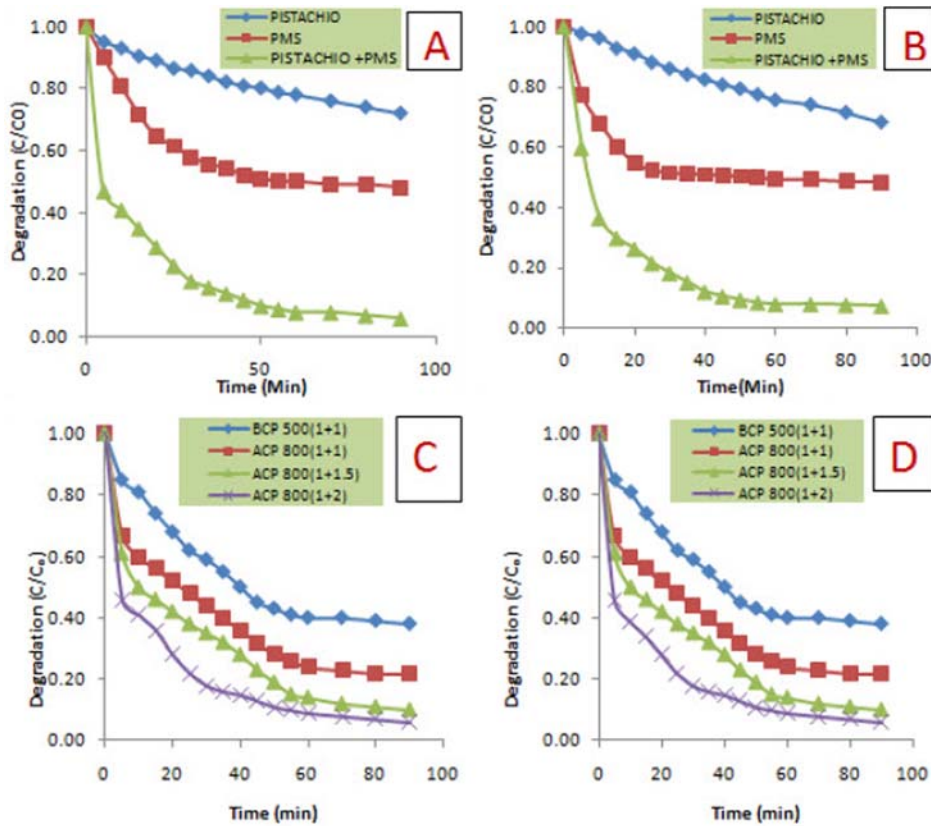 PISTACHIO
PMS
PISTACHIO +PMS
A
1.00
0.80
0.60
0.40
0.20
0.00
Degradation (C/C0)
0
50
100
Time (Min)
PISTACHIO
PMS
PISTACHIO +PMS
B
1.00
0.80
0.60
0.40
0.20
0.00
Degradation (C/C0)
0 20 40 60 80 100
Time(Min)
BCP 500(1+1)
ACP 800(1+1)
ACP 800(1+1.5)
ACP 800(1+2)
C
1.00
0.80
0.60
0.40
0.20
0.00
Degradation (C/C₀)
0 20 40 60 80 100
Time (min)
BCP 500(1+1)
ACP 800(1+1)
ACP 800(1+1.5)
ACP 800(1+2)
D
1.00
0.80
0.60
0.40
0.20
0.00
Degradation (C/C₀)
0 20 40 60 80 100
Time (min)